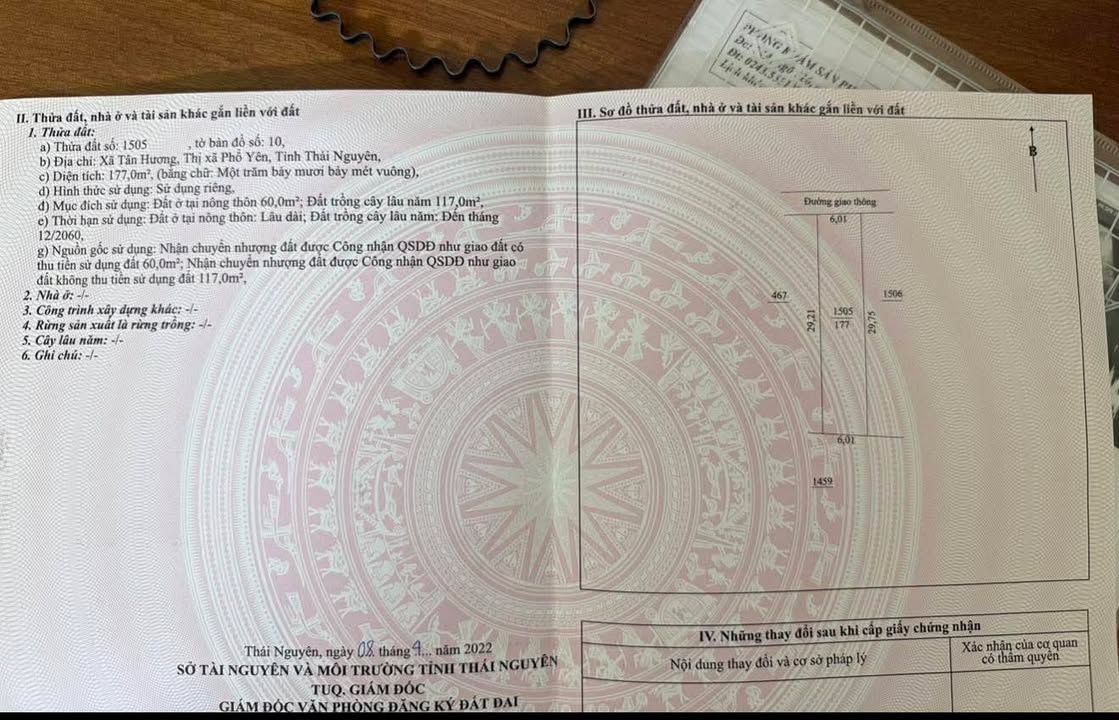 II. Thửa đất, nhà ở và tài sản khác gắn liền với đất
1. Thửa đất:
a) Thửa đất số: 1505 , tờ bản đồ số: 10,
b) Địa chỉ: Xã Tân Hương, Thị xã Phổ Yên, Tỉnh Thái Nguyên,
c) Diện tích: 177,0m², (bằng chữ: Một trăm bảy mươi bảy mét vuông),
d) Hình thức sử dụng: Sử dụng riêng,
đ) Mục đích sử dụng: Đất ở tại nông thôn 60,0m²; Đất trồng cây lâu năm 117,0m²,
e) Thời hạn sử dụng: Đất ở tại nông thôn: Lâu dài; Đất trồng cây lâu năm: Đến tháng
12/2060,
g) Nguồn gốc sử dụng: Nhận chuyển nhượng đất được Công nhận QSDĐ như giao đất có
thu tiền sử dụng đất 60,0m²; Nhận chuyển nhượng đất được Công nhận QSDĐ như giao
đất không thu tiền sử dụng đất 117,0m²,
2. Nhà ở: -/-
3. Công trình xây dựng khác: -/-
4. Rừng sản xuất là rừng trồng: -/-
5. Cây lâu năm: -/-
6. Ghi chú: -/-
Thái Nguyên, ngày 08 tháng 4... năm 2022
SỞ TÀI NGUYÊN VÀ MÔI TRƯỜNG TỈNH THÁI NGUYÊN
TUQ. GIÁM ĐỐC
GIÁM ĐỐC VĂN PHÒNG ĐĂNG KÝ ĐẤT ĐAI
III. Sơ đồ thửa đất, nhà ở và tài sản khác gắn liền với đất
B
Đường giao thông
6,01
467
1506
29,21
1505
177
29,75
6,01
1459
IV. Những thay đổi sau khi cấp giấy chứng nhận
Nội dung thay đổi và cơ sở pháp lý
Xác nhận của cơ quan
có thẩm quyền